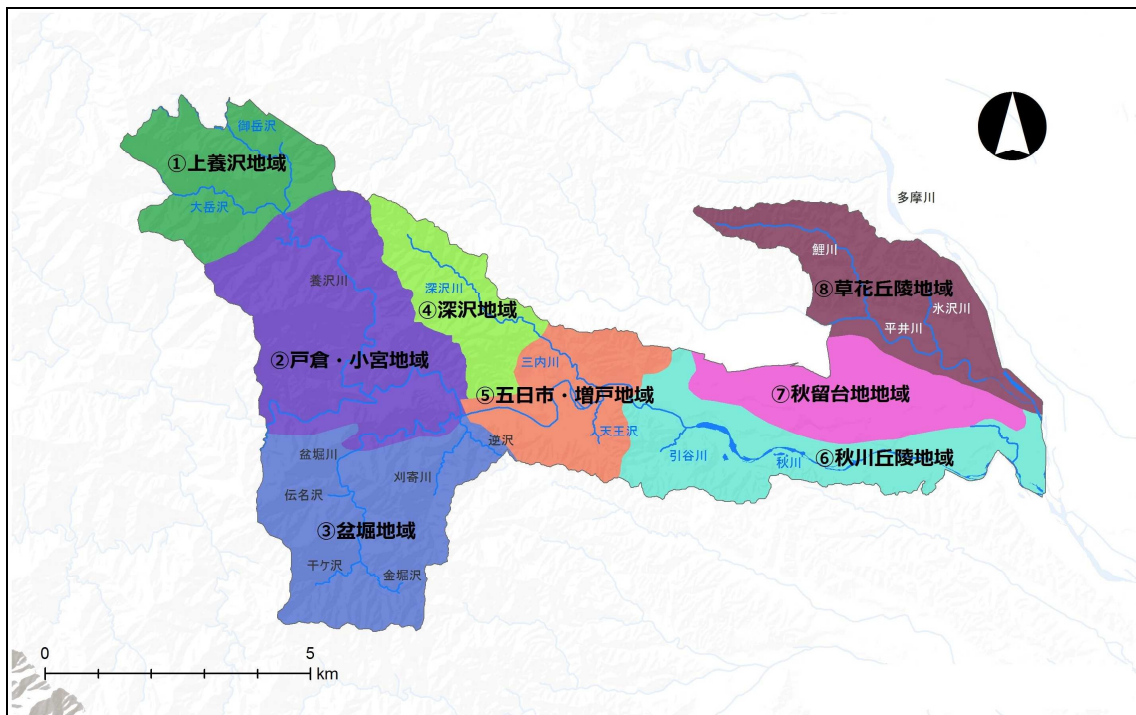 御岳沢
①上養沢地域
大岳沢
多摩川
鯉川
養沢川
深沢川
④深沢地域
⑧草花丘陵地域
氷沢川
平井川
②戸倉・小宮地域
三内川
⑤五日市・増戸地域
⑦秋留台地地域
天王沢
逆沢
盆堀川
引谷川
秋川
⑥秋川丘陵地域
刈寄川
伝名沢
③盆堀地域
千ケ沢
金堀沢
0 5
km